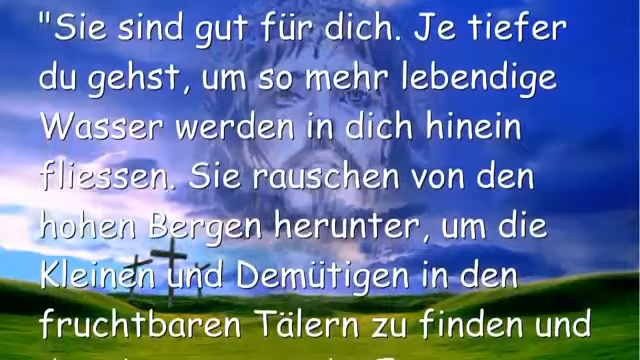 "Sie sind gut für dich. Je tiefer
du gehst, um so mehr lebendige
Wasser werden in dich hinein
fliessen. Sie rauschen von den
hohen Bergen herunter, um die
Kleinen und Demütigen in den
fruchtbaren Tälern zu finden und